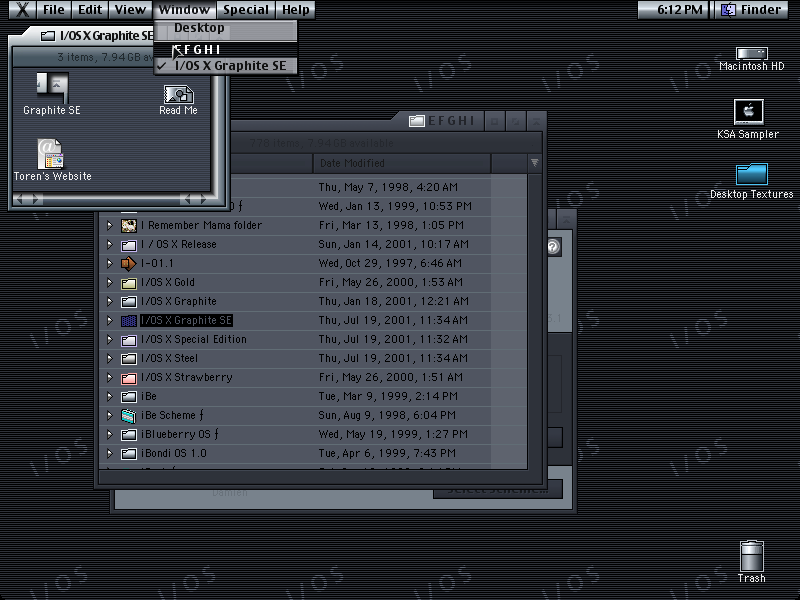 File Edit View Window Special Help
6:12 PM Finder
Desktop
EFGHI
I/OS X Graphite SE
I/OS X Graphite SE
3 items, 7.94 GB
Graphite SE
Read Me
Toren's Website
Macintosh HD
KSA Sampler
Desktop Textures
Trash
EFGHI
items, 7.94 GB available
Date Modified
Thu, May 7, 1998, 4:20 AM
Wed, Jan 13, 1999, 10:53 PM
I Remember Mama folder Fri, Mar 13, 1998, 1:05 PM
I / OS X Release Sun, Jan 14, 2001, 10:17 AM
I-01.1 Wed, Oct 29, 1997, 6:46 AM
I/OS X Gold Fri, May 26, 2000, 1:53 AM
I/OS X Graphite Thu, Jan 18, 2001, 12:21 AM
I/OS X Graphite SE Thu, Jul 19, 2001, 11:34 AM
I/OS X Special Edition Thu, Jul 19, 2001, 11:32 AM
I/OS X Steel Thu, Jul 19, 2001, 11:34 AM
I/OS X Strawberry Fri, May 26, 2000, 1:51 AM
iBe Tue, Mar 9, 1999, 2:14 PM
iBe Scheme ƒ Sun, Aug 9, 1998, 6:04 PM
iBlueberry OS ƒ Wed, May 19, 1999, 1:27 PM
iBondi OS 1.0 Tue, Apr 6, 1999, 7:43 PM
Damien
Select Scheme...
I/OS
I/OS
I/OS
I/OS
I/OS
I/OS
I/OS
I/OS
I/OS